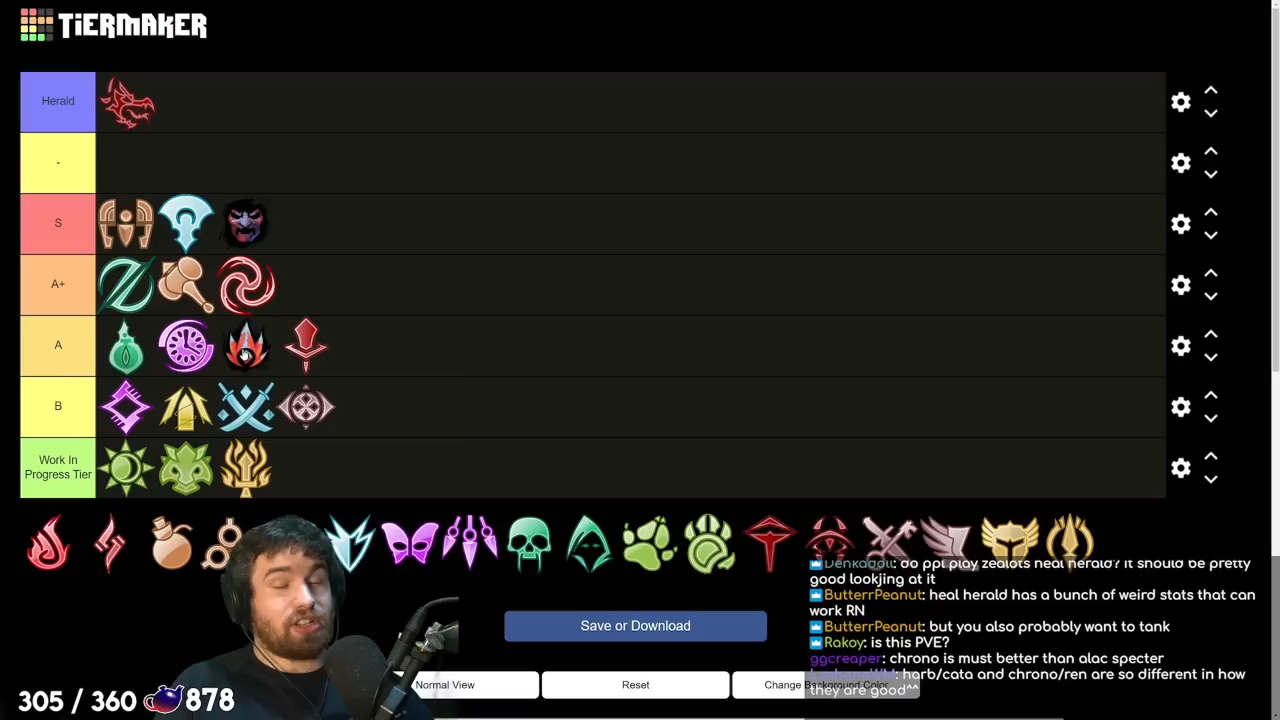 TiERMAKER
Herald
-
S
A+
A
B
Work In
Progress Tier
Denkadoll: do ppl play zealots heal herald? it should be pretty
good lookjing at it
ButterrPeanut: heal herald has a bunch of weird stats that can
work RN
ButterrPeanut: but you also probably want to tank
Rakoy: is this PVE?
ggcreaper: chrono is must better than alac specter
harb/cata and chrono/ren are so different in how
they are good^^
Save or Download
Normal View
Reset
Change Background Color
305 / 360 878